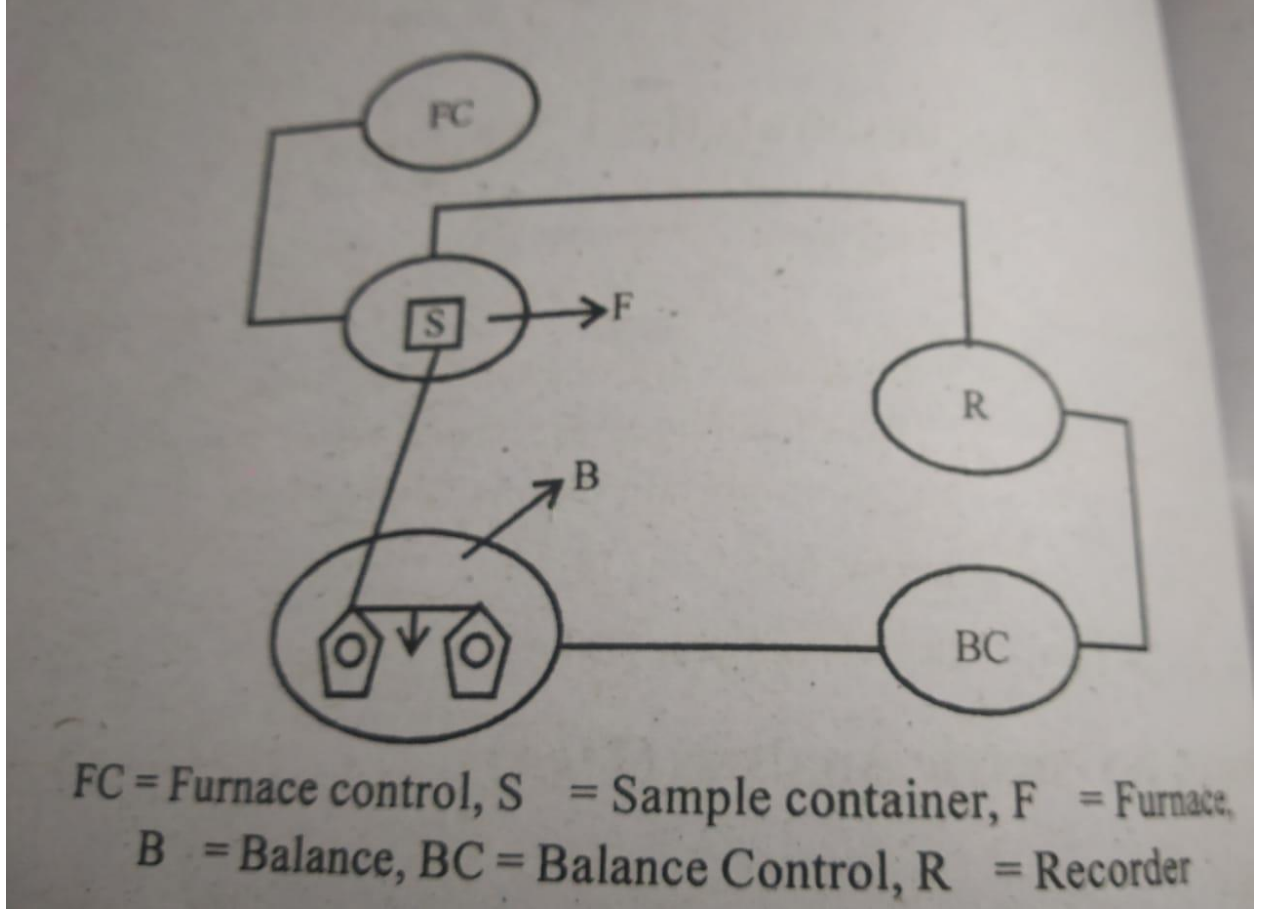 FC
S
F
R
B
BC
FC = Furnace control, S = Sample container, F = Furnace,
B = Balance, BC = Balance Control, R = Recorder